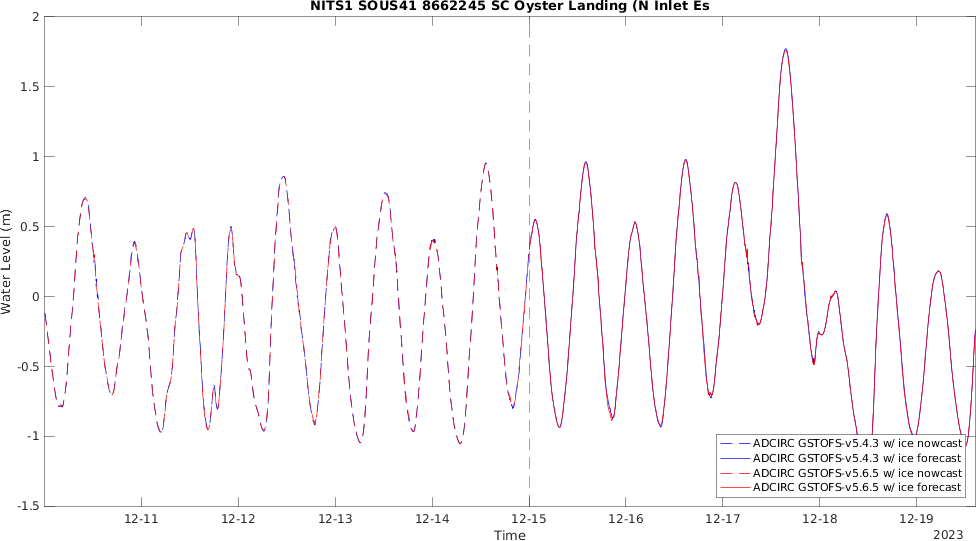 NITS1 SOUS41 8662245 SC Oyster Landing (N Inlet Es
2
1.5
1
0.5
0
-0.5
-1
-1.5
Water Level (m)
ADCIRC GSTOFS-v5.4.3 w/ ice nowcast
ADCIRC GSTOFS-v5.4.3 w/ ice forecast
ADCIRC GSTOFS-v5.6.5 w/ ice nowcast
ADCIRC GSTOFS-v5.6.5 w/ ice forecast
12-11 12-12 12-13 12-14 12-15 12-16 12-17 12-18 12-19
Time
2023